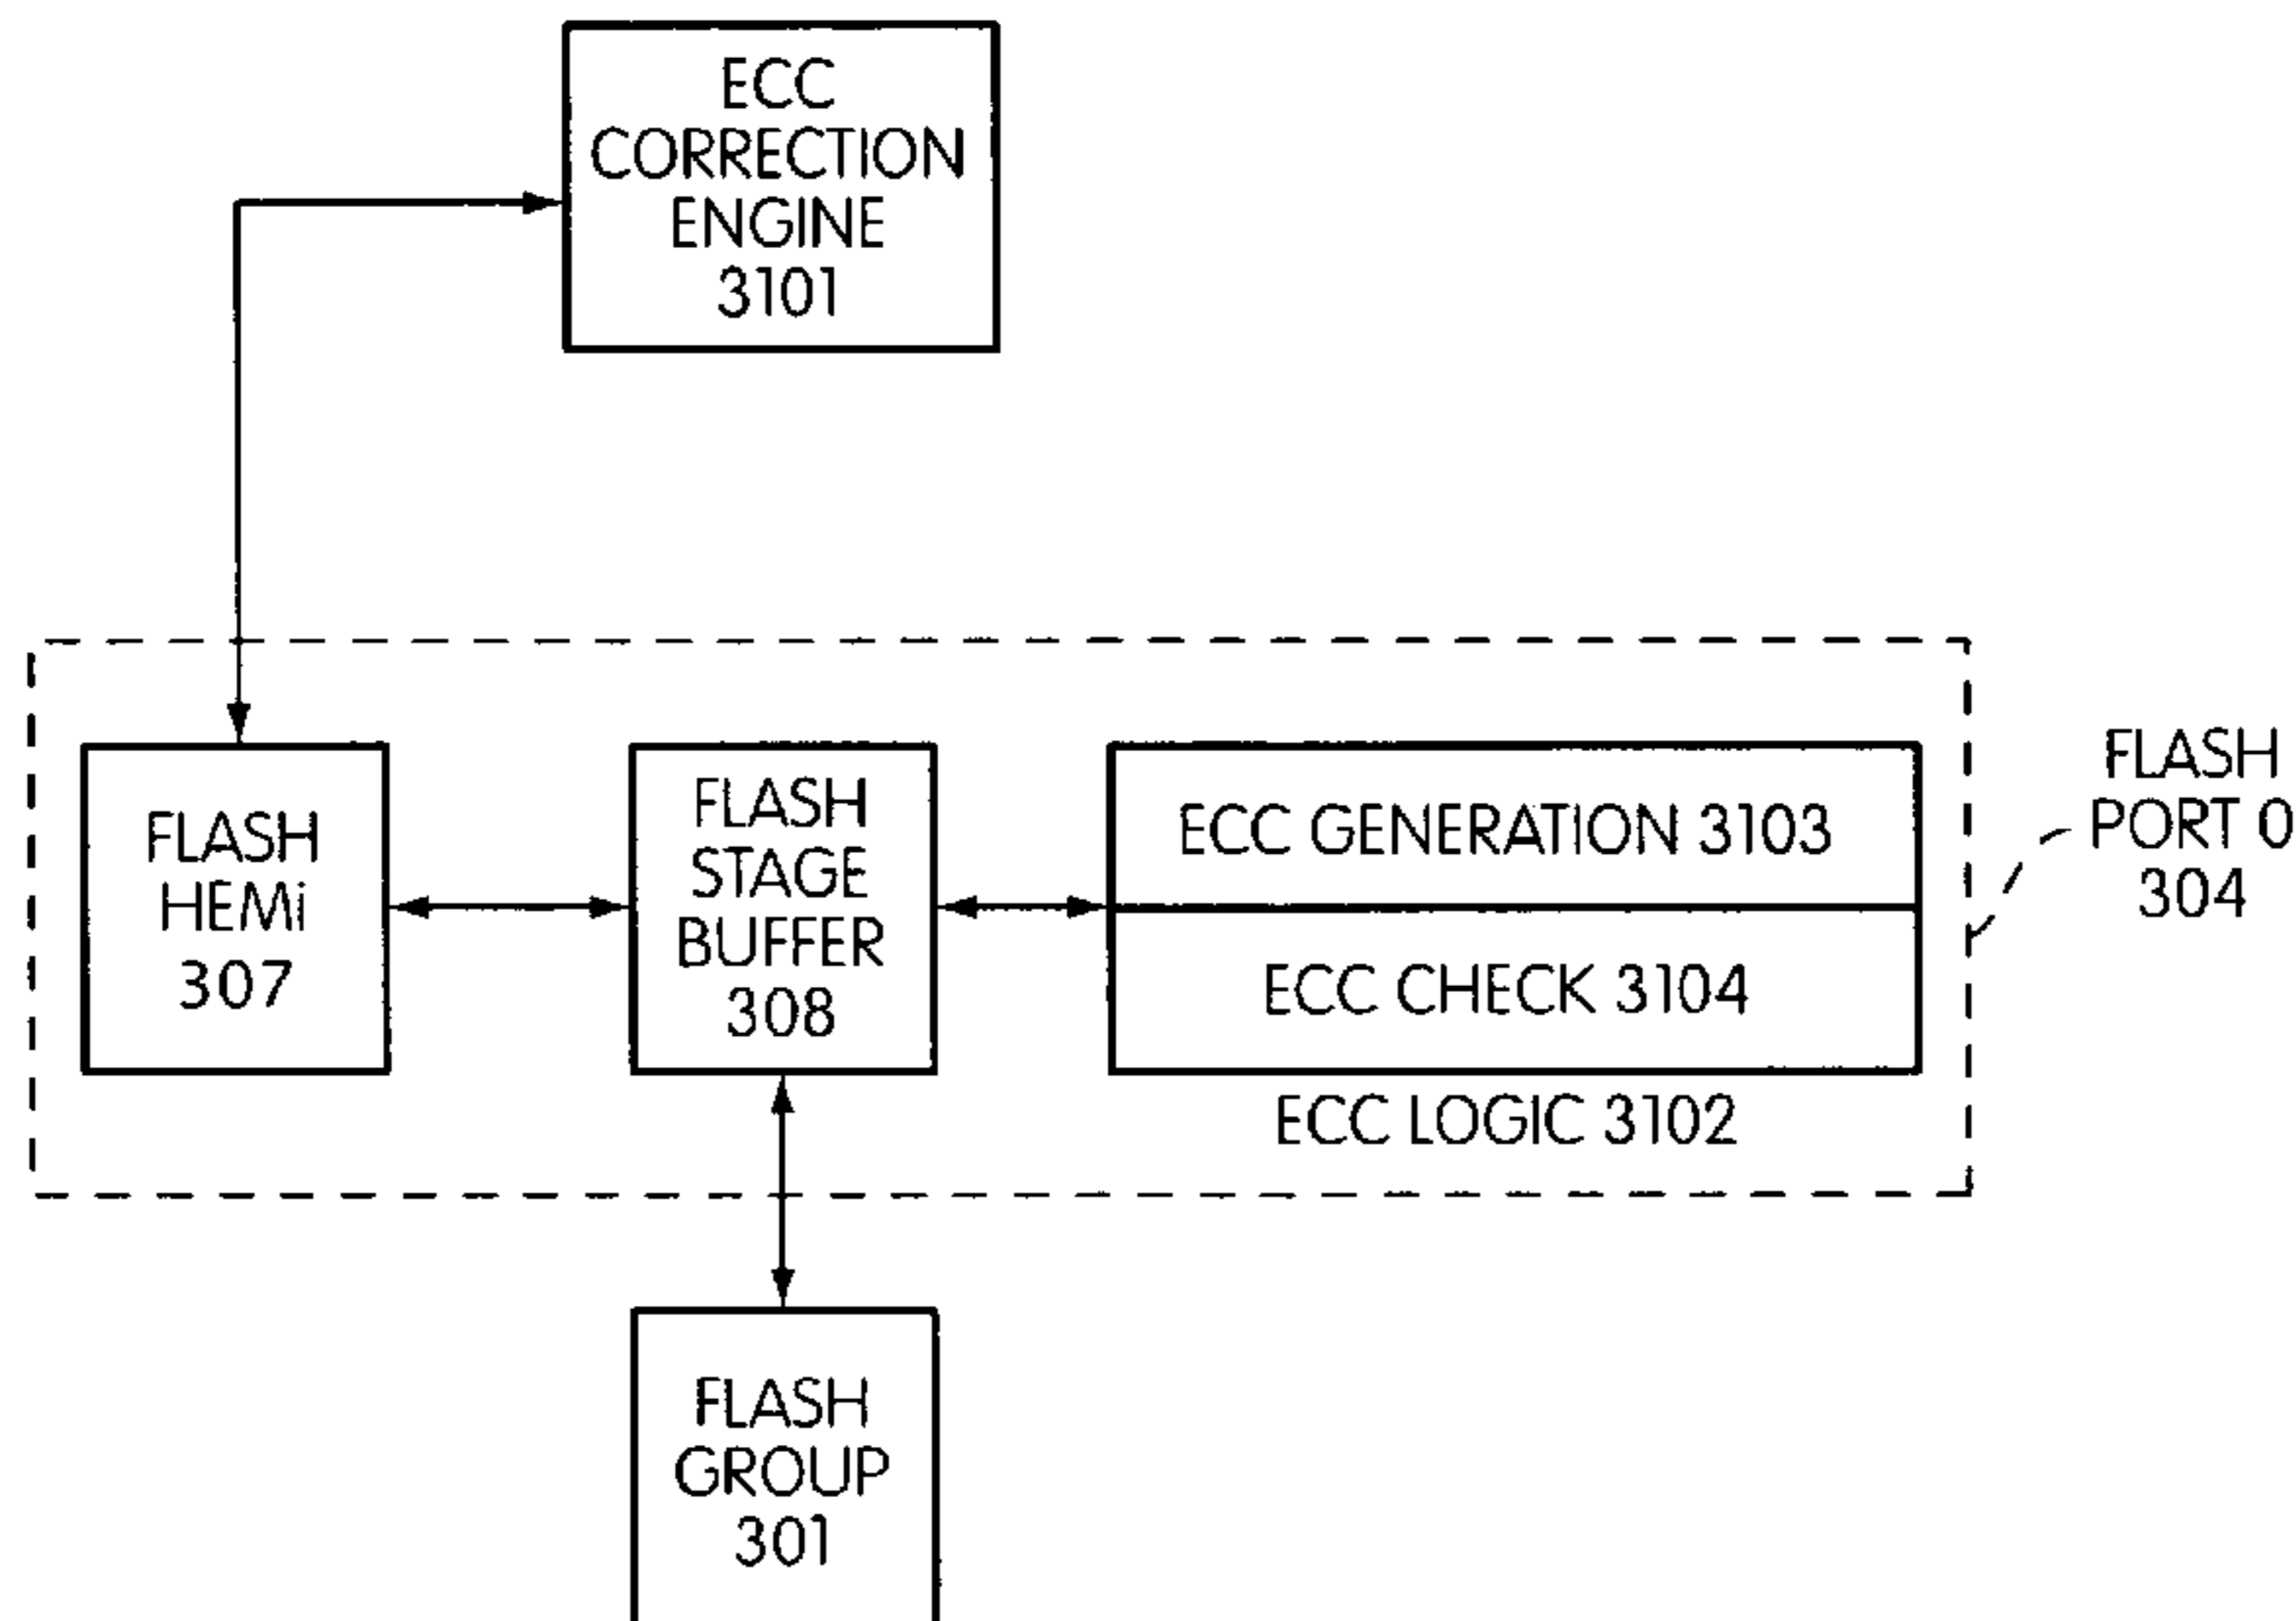 ECC
CORRECTION
ENGINE
3101
FLASH
HEMi
307
FLASH
STAGE
BUFFER
308
ECC GENERATION 3103
ECC CHECK 3104
ECC LOGIC 3102
FLASH
PORT 0
304
FLASH
GROUP
301